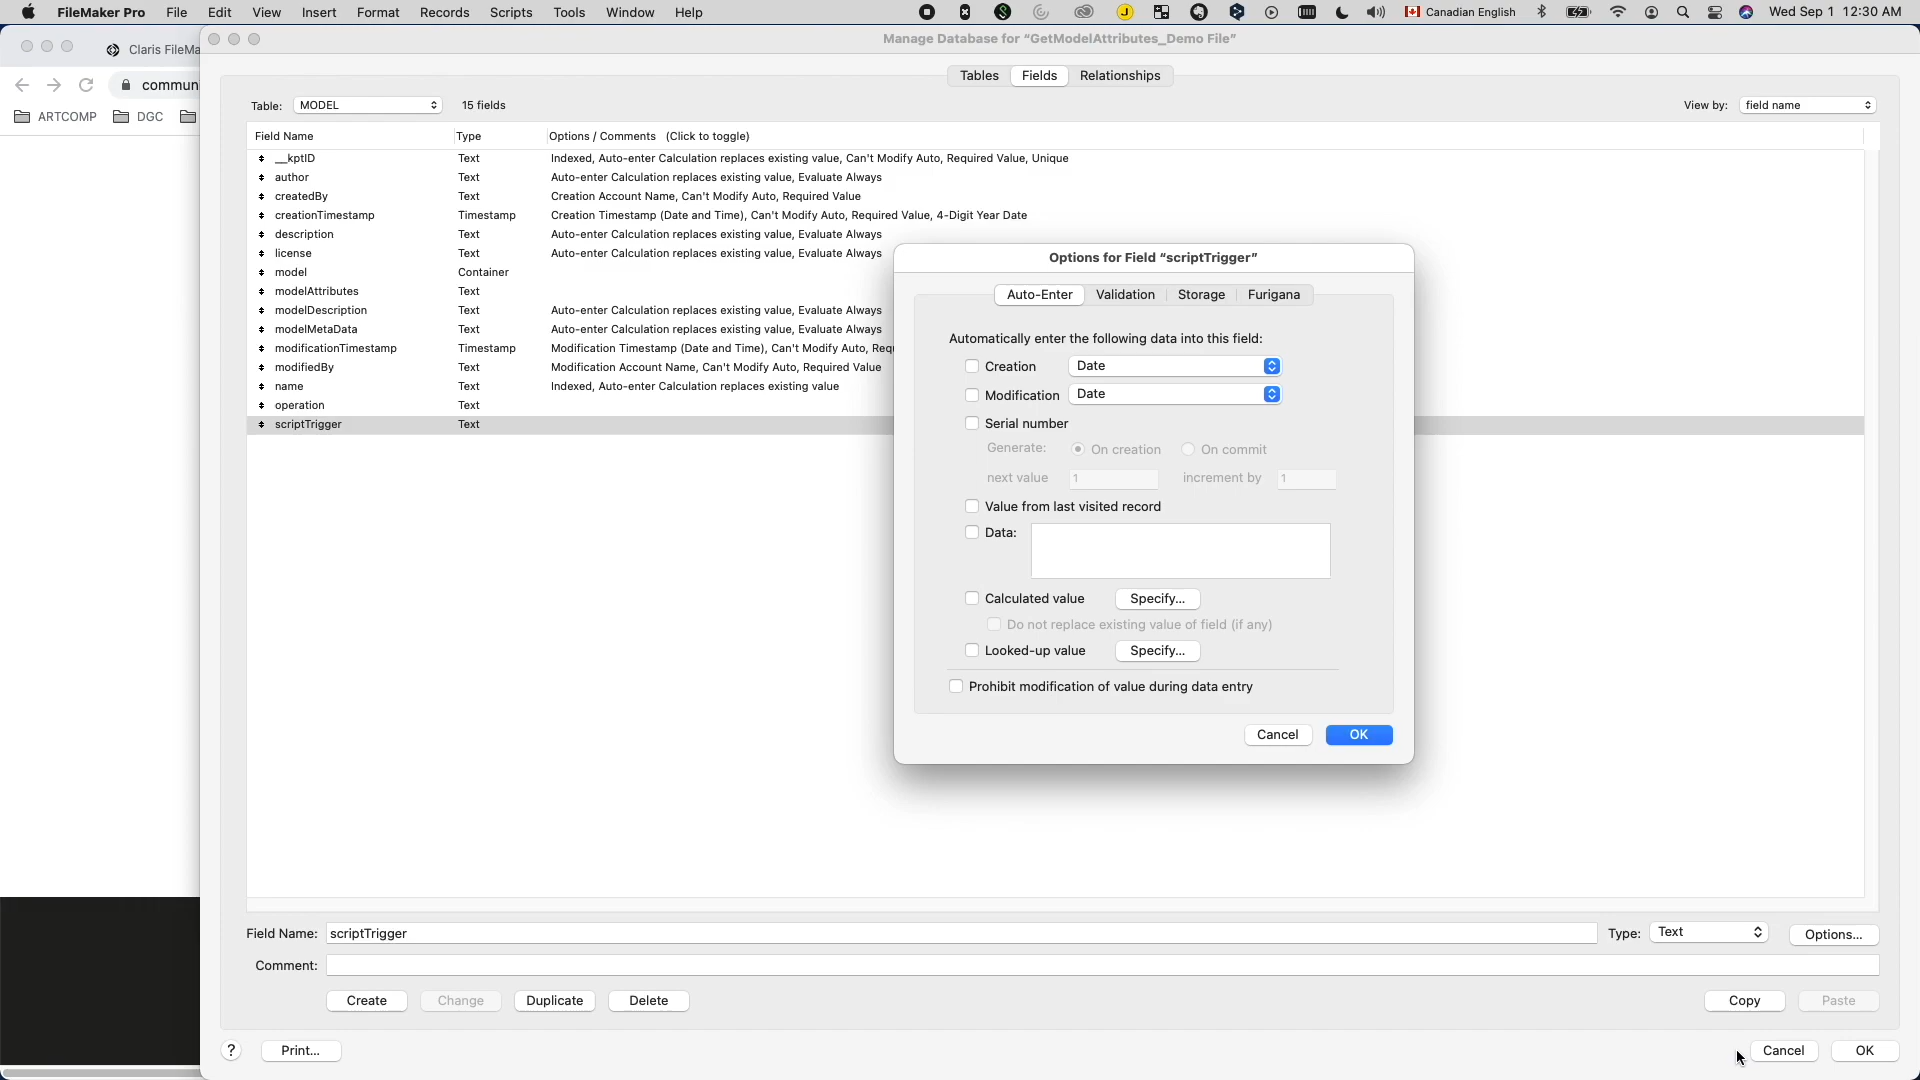 FileMaker Pro File Edit View Insert Format Records Scripts Tools Window Help Canadian English Wed Sep 1 12:30 AM
Claris FileMa
Manage Database for “GetModelAttributes_Demo File”
Tables Fields Relationships
commun
ARTCOMP DGC
Table: MODEL 15 fields View by: field name
Field Name Type Options / Comments (Click to toggle)
__kptID Text Indexed, Auto-enter Calculation replaces existing value, Can't Modify Auto, Required Value, Unique
author Text Auto-enter Calculation replaces existing value, Evaluate Always
createdBy Text Creation Account Name, Can't Modify Auto, Required Value
creationTimestamp Timestamp Creation Timestamp (Date and Time), Can't Modify Auto, Required Value, 4-Digit Year Date
description Text Auto-enter Calculation replaces existing value, Evaluate Always
license Text Auto-enter Calculation replaces existing value, Evaluate Always
model Container
modelAttributes Text
modelDescription Text Auto-enter Calculation replaces existing value, Evaluate Always
modelMetaData Text Auto-enter Calculation replaces existing value, Evaluate Always
modificationTimestamp Timestamp Modification Timestamp (Date and Time), Can't Modify Auto, Req
modifiedBy Text Modification Account Name, Can't Modify Auto, Required Value
name Text Indexed, Auto-enter Calculation replaces existing value
operation Text
scriptTrigger Text
Options for Field “scriptTrigger”
Auto-Enter Validation Storage Furigana
Automatically enter the following data into this field:
Creation Date
Modification Date
Serial number
Generate: On creation On commit
next value 1 increment by 1
Value from last visited record
Data:
Calculated value Specify...
Do not replace existing value of field (if any)
Looked-up value Specify...
Prohibit modification of value during data entry
Cancel OK
Field Name: scriptTrigger Type: Text Options...
Comment:
Create Change Duplicate Delete Copy Paste
? Print... Cancel OK